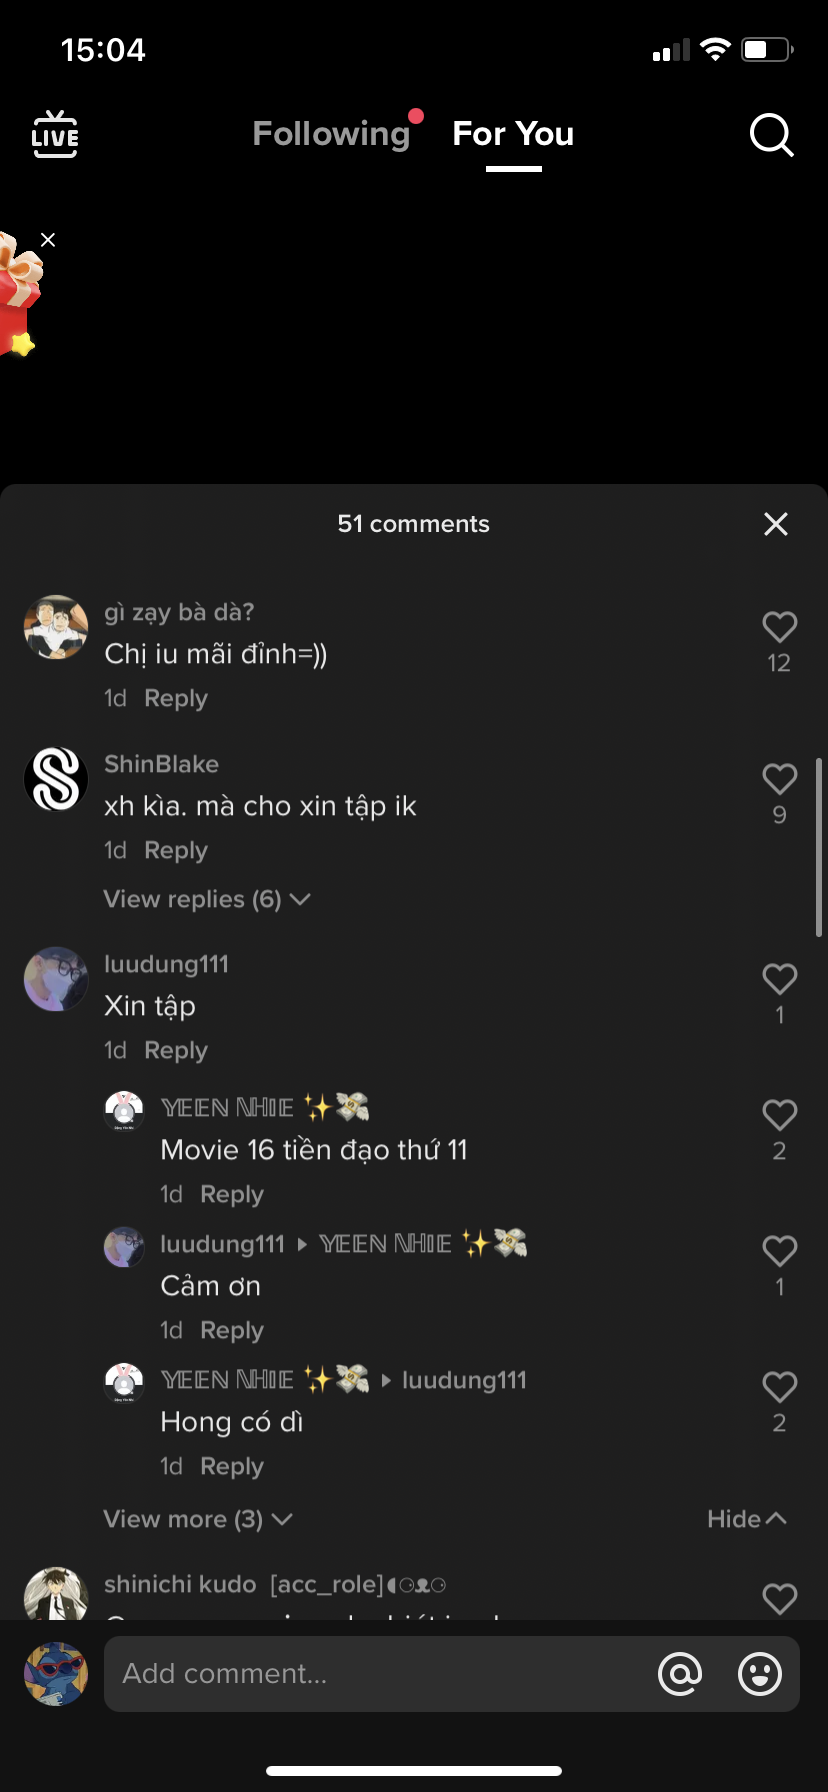 15:04
LIVE
Following
For You
51 comments
gì zạy bà dà?
Chị iu mãi đỉnh=))
12
1d Reply
ShinBlake
xh kìa. mà cho xin tập ik
9
1d Reply
View replies (6)
luudung111
Xin tập
1
1d Reply
𝕐𝔼𝔼ℕ ℕℍ𝕀𝔼 ✨💸
Movie 16 tiền đạo thứ 11
2
1d Reply
luudung111 ▸ 𝕐𝔼𝔼ℕ ℕℍ𝕀𝔼 ✨💸
Cảm ơn
1
1d Reply
𝕐𝔼𝔼ℕ ℕℍ𝕀𝔼 ✨💸 ▸ luudung111
Hong có dì
2
1d Reply
View more (3)
Hide
shinichi kudo [acc_role]
Add comment...